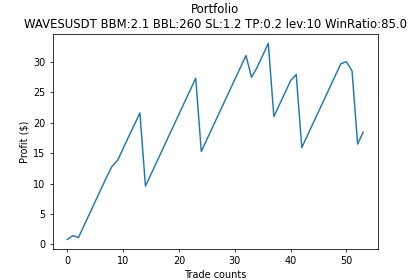 Portfolio
WAVESUSDT BBM:2.1 BBL:260 SL:1.2 TP:0.2 lev:10 WinRatio:85.0
30
25
20
15
10
5
0
Profit ($)
0 10 20 30 40 50
Trade counts